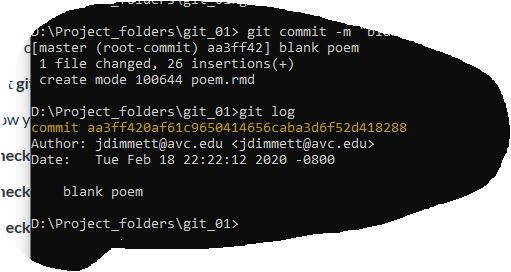 D:\Project_folders\git_01> git commit -m
[master (root-commit) aa3ff42] blank poem
1 file changed, 26 insertions(+)
create mode 100644 poem.rmd
git
D:\Project_folders\git_01>git log
ow y
commit aa3ff420af61c9650414656caba3d6f52d418288
Author: jdimmett@avc.edu <jdimmett@avc.edu>
heck
Date: Tue Feb 18 22:22:12 2020 -0800
heck
blank poem
eck
D:\Project_folders\git_01>